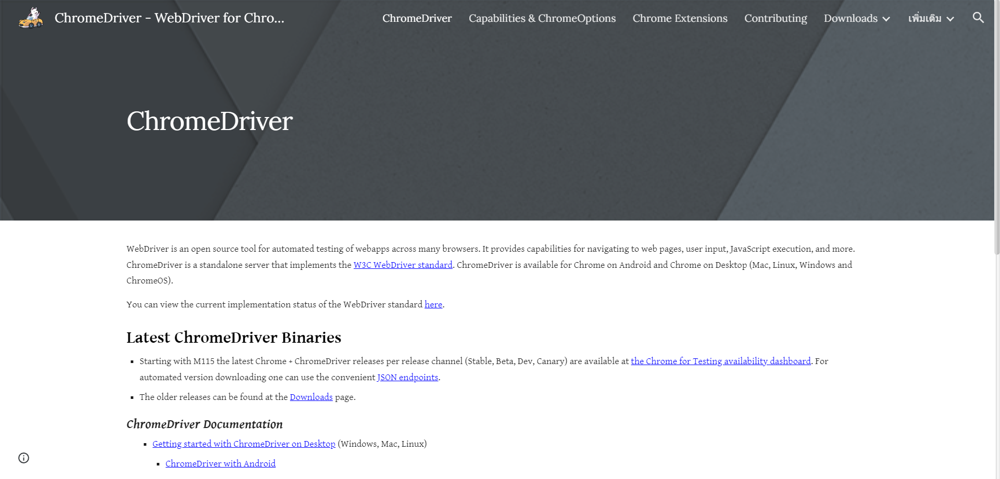 ChromeDriver - WebDriver for Chro...
ChromeDriver
Capabilities & ChromeOptions
Chrome Extensions
Contributing
Downloads
เพิ่มเติม
ChromeDriver
WebDriver is an open source tool for automated testing of webapps across many browsers. It provides capabilities for navigating to web pages, user input, JavaScript execution, and more.
ChromeDriver is a standalone server that implements the W3C WebDriver standard. ChromeDriver is available for Chrome on Android and Chrome on Desktop (Mac, Linux, Windows and
ChromeOS).
You can view the current implementation status of the WebDriver standard here.
Latest ChromeDriver Binaries
Starting with M115 the latest Chrome + ChromeDriver releases per release channel (Stable, Beta, Dev, Canary) are available at the Chrome for Testing availability dashboard. For
automated version downloading one can use the convenient JSON endpoints.
The older releases can be found at the Downloads page.
ChromeDriver Documentation
Getting started with ChromeDriver on Desktop (Windows, Mac, Linux)
ChromeDriver with Android